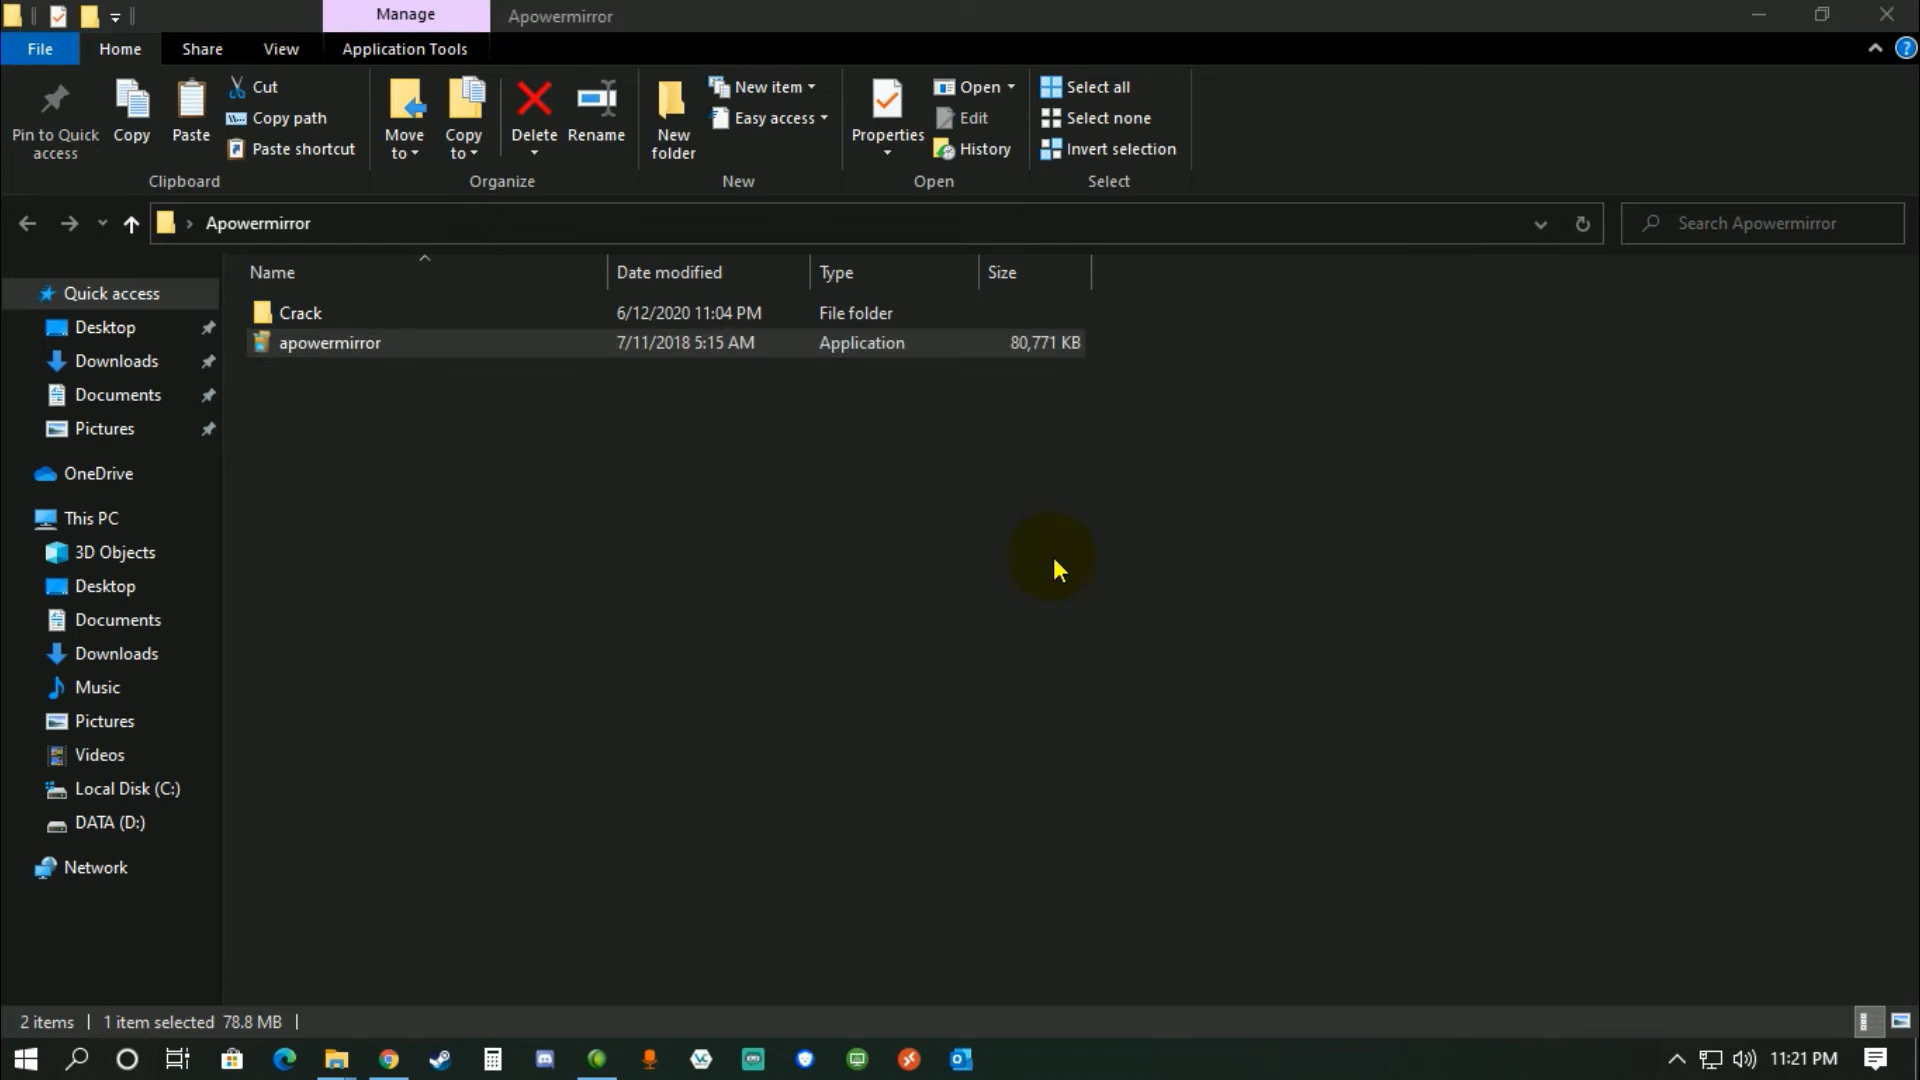 Manage
Apowermirror
File
Home
Share
View
Application Tools
Pin to Quick access
Copy
Paste
Cut
Copy path
Paste shortcut
Clipboard
Move to
Copy to
Delete
Rename
Organize
New folder
New item
Easy access
New
Properties
Open
Edit
History
Open
Select all
Select none
Invert selection
Select
Apowermirror
Search Apowermirror
Name
Date modified
Type
Size
Crack
6/12/2020 11:04 PM
File folder
apowermirror
7/11/2018 5:15 AM
Application
80,771 KB
Quick access
Desktop
Downloads
Documents
Pictures
OneDrive
This PC
3D Objects
Desktop
Documents
Downloads
Music
Pictures
Videos
Local Disk (C:)
DATA (D:)
Network
2 items
1 item selected 78.8 MB
11:21 PM